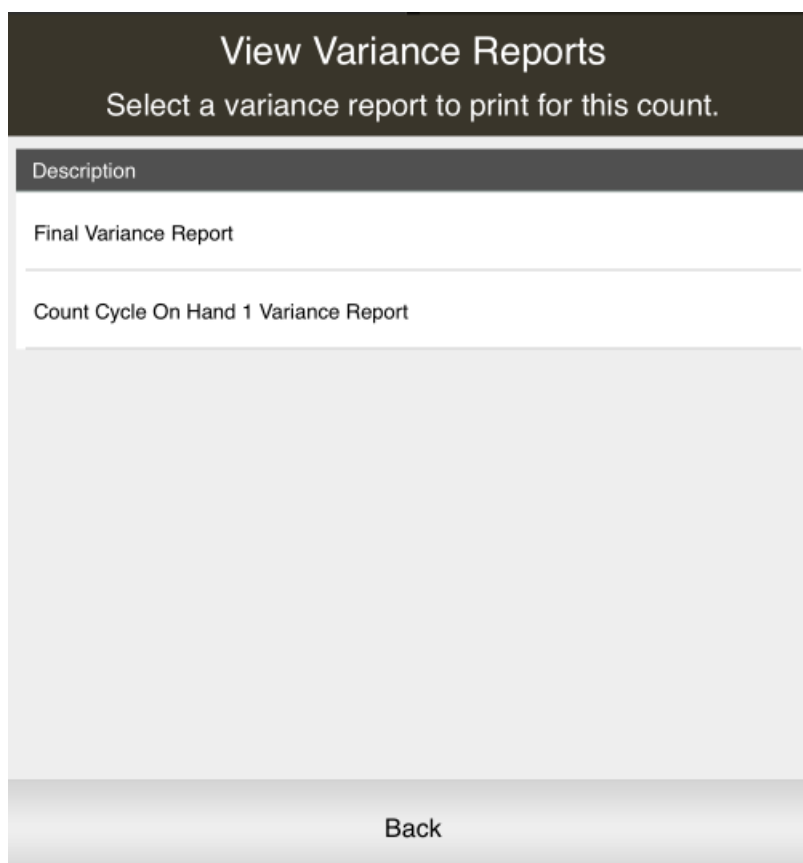 View Variance Reports
Select a variance report to print for this count.
Description
Final Variance Report
Count Cycle On Hand 1 Variance Report
Back